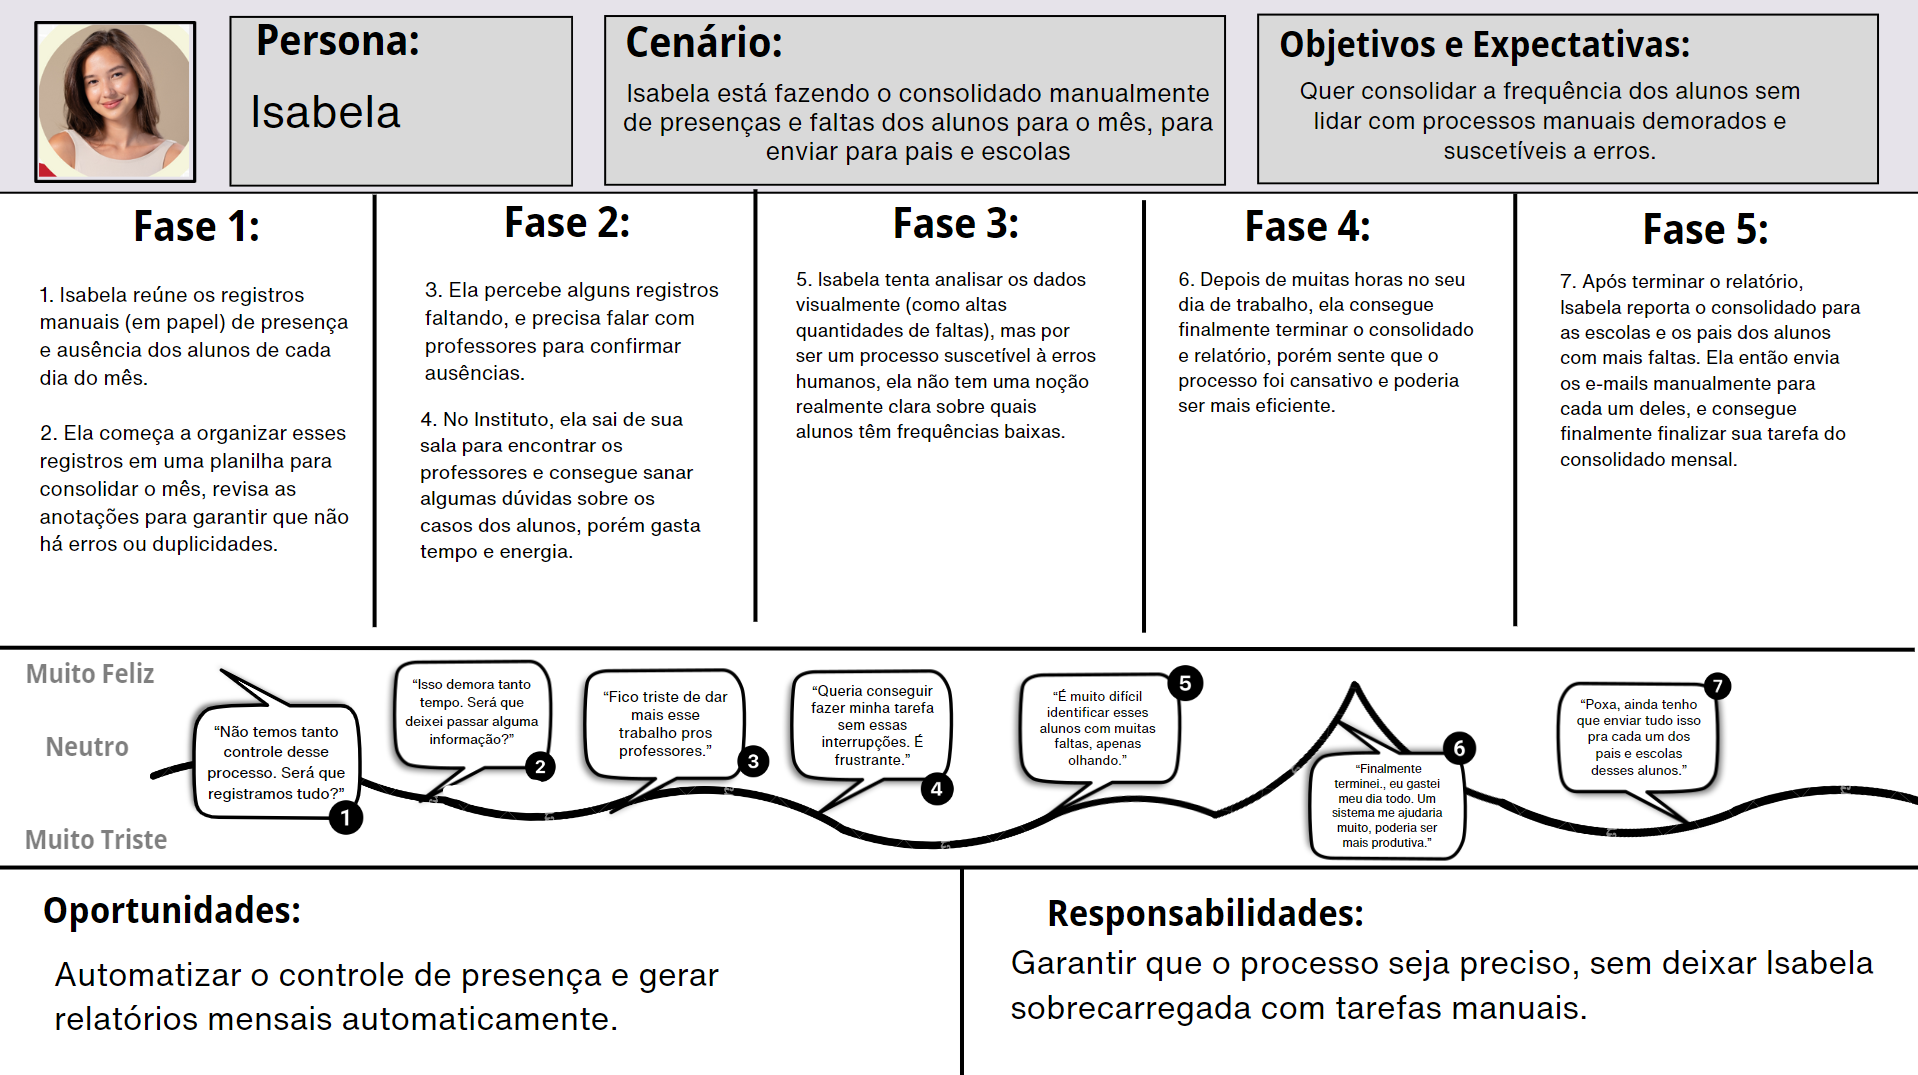 Persona:
Isabela
Cenário:
Isabela está fazendo o consolidado manualmente
de presenças e faltas dos alunos para o mês, para
enviar para pais e escolas
Objetivos e Expectativas:
Quer consolidar a frequência dos alunos sem
lidar com processos manuais demorados e
suscetíveis a erros.
Fase 1:
1. Isabela reúne os registros
manuais (em papel) de presença
e ausência dos alunos de cada
dia do mês.
2. Ela começa a organizar esses
registros em uma planilha para
consolidar o mês, revisa as
anotações para garantir que não
há erros ou duplicidades.
Fase 2:
3. Ela percebe alguns registros
faltando, e precisa falar com
professores para confirmar
ausências.
4. No Instituto, ela sai de sua
sala para encontrar os
professores e consegue sanar
algumas dúvidas sobre os
casos dos alunos, porém gasta
tempo e energia.
Fase 3:
5. Isabela tenta analisar os dados
visualmente (como altas
quantidades de faltas), mas por
ser um processo suscetível à erros
humanos, ela não tem uma noção
realmente clara sobre quais
alunos têm frequências baixas.
Fase 4:
6. Depois de muitas horas no seu
dia de trabalho, ela consegue
finalmente terminar o consolidado
e relatório, porém sente que o
processo foi cansativo e poderia
ser mais eficiente.
Fase 5:
7. Após terminar o relatório,
Isabela reporta o consolidado para
as escolas e os pais dos alunos
com mais faltas. Ela então envia
os e-mails manualmente para
cada um deles, e consegue
finalmente finalizar sua tarefa do
consolidado mensal.
Muito Feliz
Neutro
Muito Triste
“Não temos tanto
controle desse
processo. Será que
registramos tudo?”
1
“Isso demora tanto
tempo. Será que
deixei passar alguma
informação?”
2
“Fico triste de dar
mais esse
trabalho pros
professores.”
3
“Queria conseguir
fazer minha tarefa
sem essas
interrupções. É
frustrante.”
4
“É muito difícil
identificar esses
alunos com muitas
faltas, apenas
olhando.”
5
“Finalmente
terminei., eu gastei
meu dia todo. Um
sistema me ajudaria
muito, poderia ser
mais produtiva.”
6
“Poxa, ainda tenho
que enviar tudo isso
pra cada um dos
pais e escolas
desses alunos.”
7
Oportunidades:
Automatizar o controle de presença e gerar
relatórios mensais automaticamente.
Responsabilidades:
Garantir que o processo seja preciso, sem deixar Isabela
sobrecarregada com tarefas manuais.